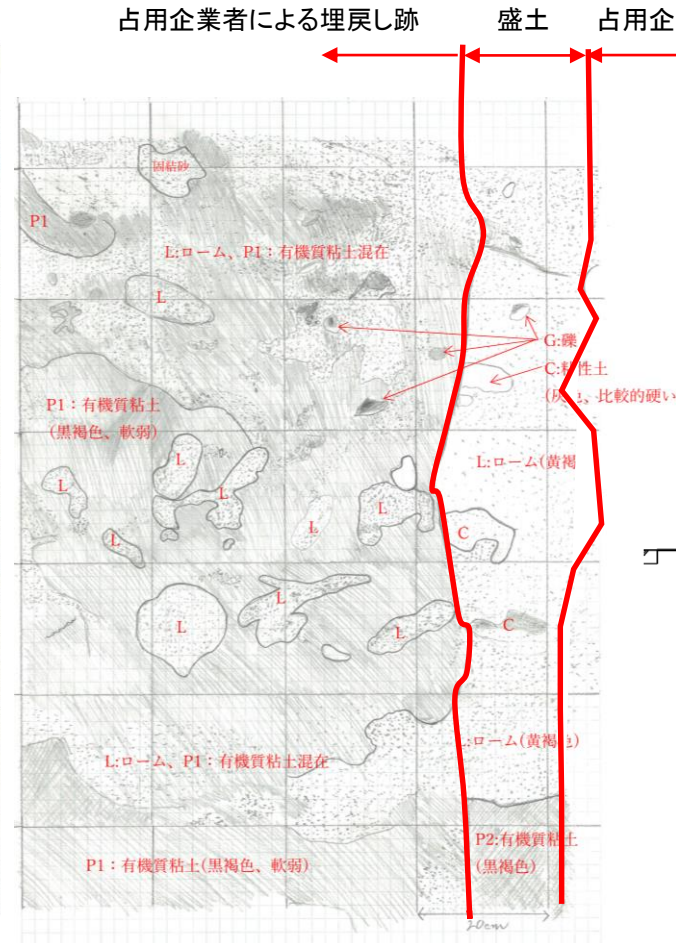 占用企業者による埋戻し跡
盛土
占用企
固結砂
P1
L:ローム、P1：有機質粘土混在
L
G:礫
C:粘性土
(灰色、比較的硬い
P1：有機質粘土
(黒褐色、軟弱)
L:ローム(黄褐
L
L
L
L
L
L
C
L
L
L
L
C
L:ローム(黄褐色)
L:ローム、P1：有機質粘土混在
P2:有機質粘土
(黒褐色)
P1：有機質粘土(黒褐色、軟弱)
20cm